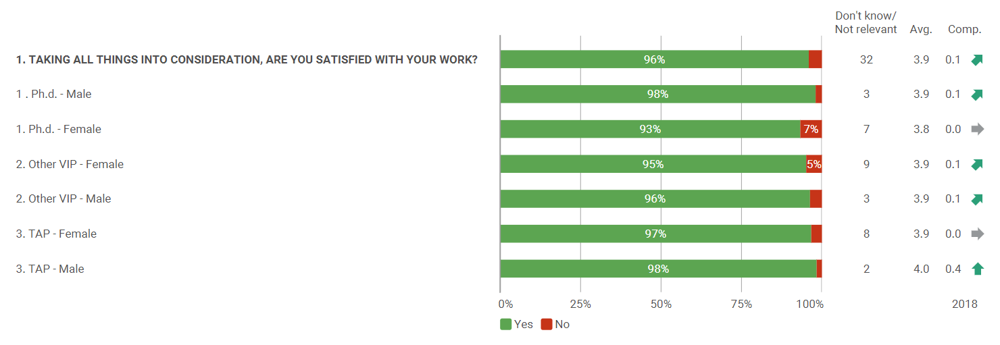 Don't know/
Not relevant Avg. Comp.
1. TAKING ALL THINGS INTO CONSIDERATION, ARE YOU SATISFIED WITH YOUR WORK? 96% 32 3.9 0.1
1 . Ph.d. - Male 98% 3 3.9 0.1
1. Ph.d. - Female 93% 7% 7 3.8 0.0
2. Other VIP - Female 95% 5% 9 3.9 0.1
2. Other VIP - Male 96% 3 3.9 0.1
3. TAP - Female 97% 8 3.9 0.0
3. TAP - Male 98% 2 4.0 0.4
0% 25% 50% 75% 100% 2018
Yes No